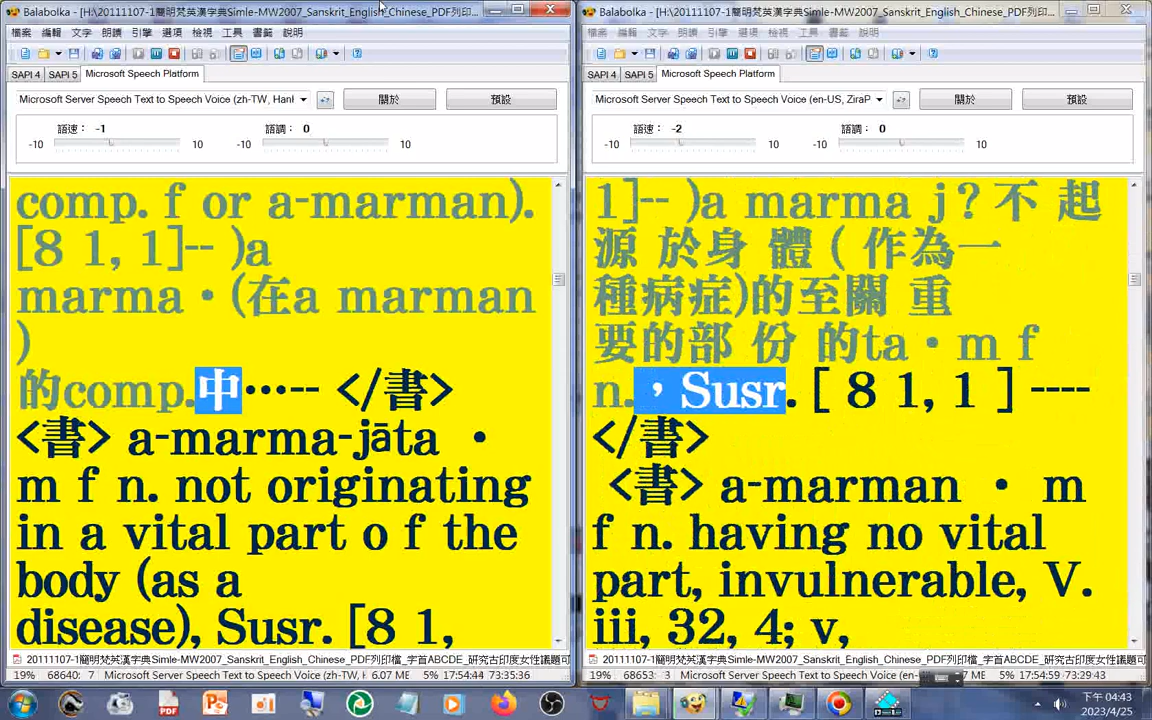 Balabolka - [H:\20111107-1簡明梵英漢字典Simle-MW2007_Sanskrit_English_Chinese_PDF列印...
檔案 編輯 文字 朗讀 引擎 選項 檢視 工具 書籤 說明
SAPI 4 SAPI 5 Microsoft Speech Platform
Microsoft Server Speech Text to Speech Voice (zh-TW, Hanl
關於 預設
語速： -1 語調： 0
-10 10 -10 10
comp. f or a-marman).
[8 1, 1]-- )a
marma・(在a marman
)
的comp.中…-- </書>
<書> a-marma-jāta ・
m f n. not originating
in a vital part o f the
body (as a
disease), Susr. [8 1,
20111107-1簡明梵英漢字典Simle-MW2007_Sanskrit_English_Chinese_PDF列印檔_字首ABCDE_研究古印度女性議題可
19% 68640: 7 Microsoft Server Speech Text to Speech Voice (zh-TW, H 6.07 MB 5% 17:54:44 73:35:36
Balabolka - [H:\20111107-1簡明梵英漢字典Simle-MW2007_Sanskrit_English_Chinese_PDF列印...
檔案 編輯 文字 朗讀 引擎 選項 檢視 工具 書籤 說明
SAPI 4 SAPI 5 Microsoft Speech Platform
Microsoft Server Speech Text to Speech Voice (en-US, ZiraP
關於 預設
語速： -2 語調： 0
-10 10 -10 10
1]-- )a marma j？不 起
源 於身 體 ( 作為一
種病症)的至關 重
要的部 份 的ta・m f
n.，Susr. [ 8 1, 1 ] ----
</書>
<書> a-marman ・ m
f n. having no vital
part, invulnerable, V.
iii, 32, 4; v,
20111107-1簡明梵英漢字典Simle-MW2007_Sanskrit_English_Chinese_PDF列印檔_字首ABCDE_研究古印度女性議題可
19% 68653: 3 Microsoft Server Speech Text to Speech Voice 5% 17:54:59 73:29:43
下午 04:43
2023/4/25